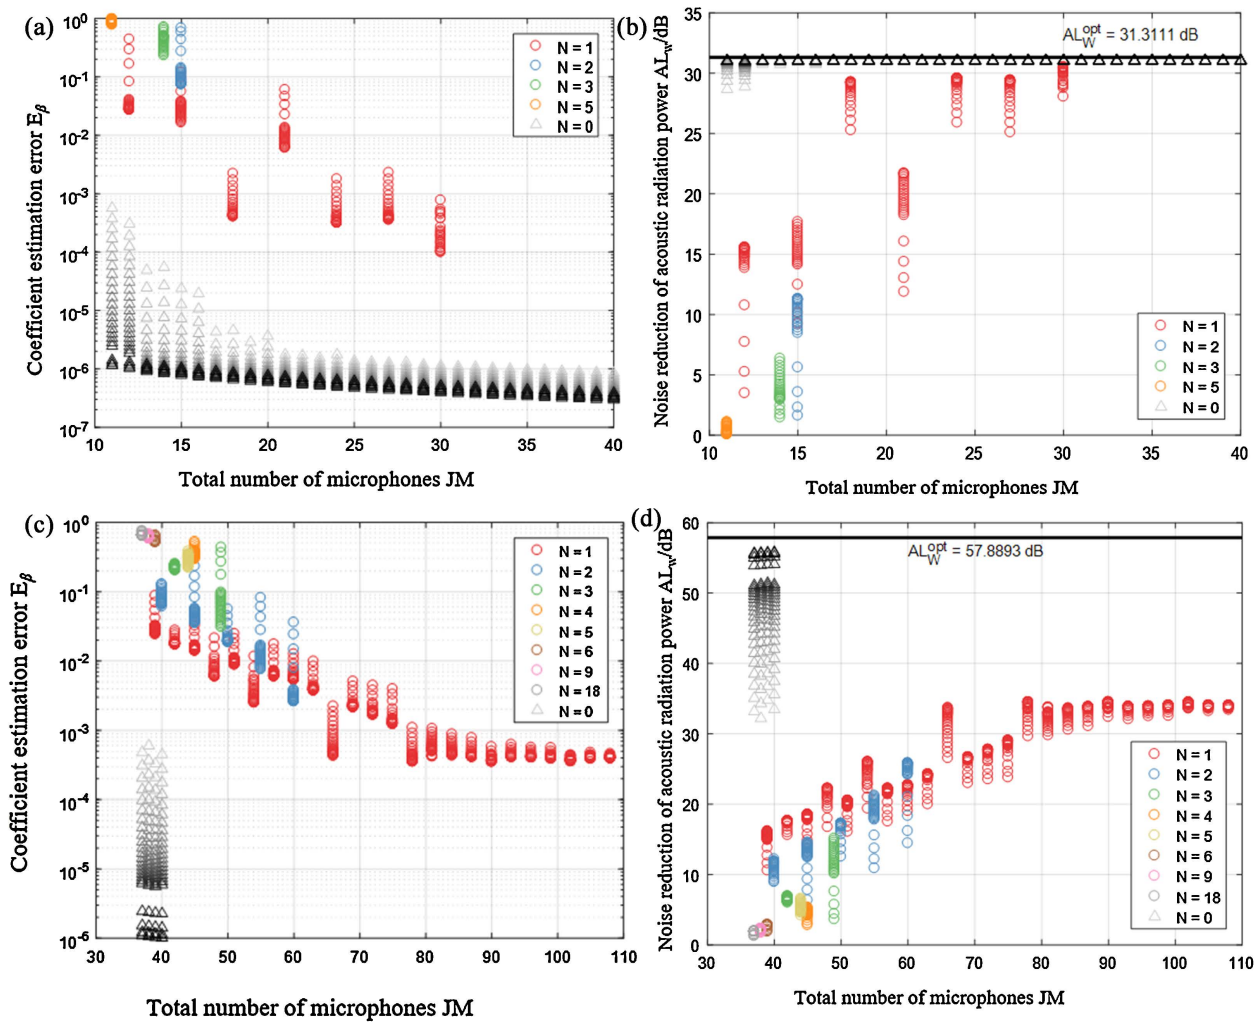 (a)
10^0
10^-1
10^-2
10^-3
10^-4
10^-5
10^-6
10^-7
Coefficient estimation error E_β
N = 1
N = 2
N = 3
N = 5
N = 0
10 15 20 25 30 35 40
Total number of microphones JM
(b)
35
30
25
20
15
10
5
0
Noise reduction of acoustic radiation power AL_w/dB
AL_W^opt = 31.3111 dB
N = 1
N = 2
N = 3
N = 5
N = 0
10 15 20 25 30 35 40
Total number of microphones JM
(c)
10^0
10^-1
10^-2
10^-3
10^-4
10^-5
10^-6
Coefficient estimation error E_β
N = 1
N = 2
N = 3
N = 4
N = 5
N = 6
N = 9
N = 18
N = 0
30 40 50 60 70 80 90 100 110
Total number of microphones JM
(d)
60
50
40
30
20
10
0
Noise reduction of acoustic radiation power AL_w/dB
AL_W^opt = 57.8893 dB
N = 1
N = 2
N = 3
N = 4
N = 5
N = 6
N = 9
N = 18
N = 0
30 40 50 60 70 80 90 100 110
Total number of microphones JM